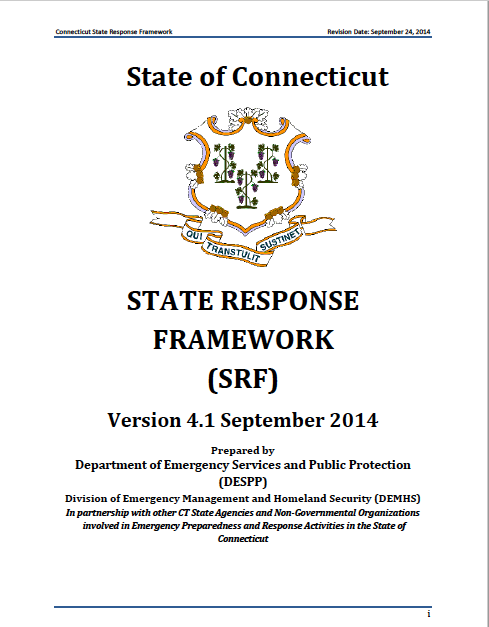 Connecticut State Response Framework Revision Date: September 24, 2014
State of Connecticut
QUI TRANSTULIT SUSTINET
STATE RESPONSE
FRAMEWORK
(SRF)
Version 4.1 September 2014
Prepared by
Department of Emergency Services and Public Protection
(DESPP)
Division of Emergency Management and Homeland Security (DEMHS)
In partnership with other CT State Agencies and Non-Governmental Organizations
involved in Emergency Preparedness and Response Activities in the State of
Connecticut
i